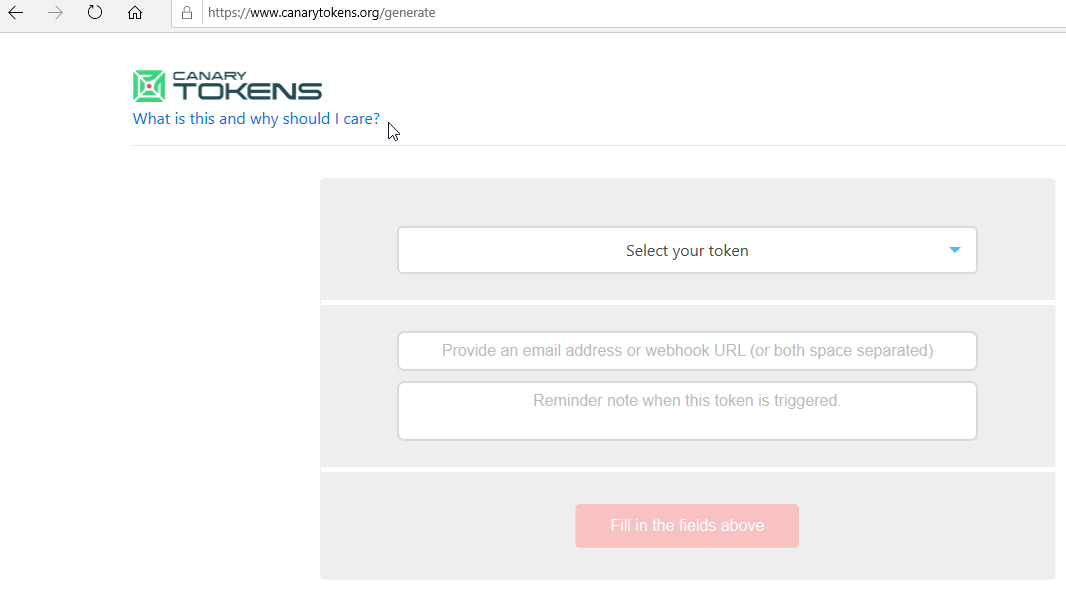 https://www.canarytokens.org/generate
CANARY
TOKENS
What is this and why should I care?
Select your token
Provide an email address or webhook URL (or both space separated)
Reminder note when this token is triggered.
Fill in the fields above